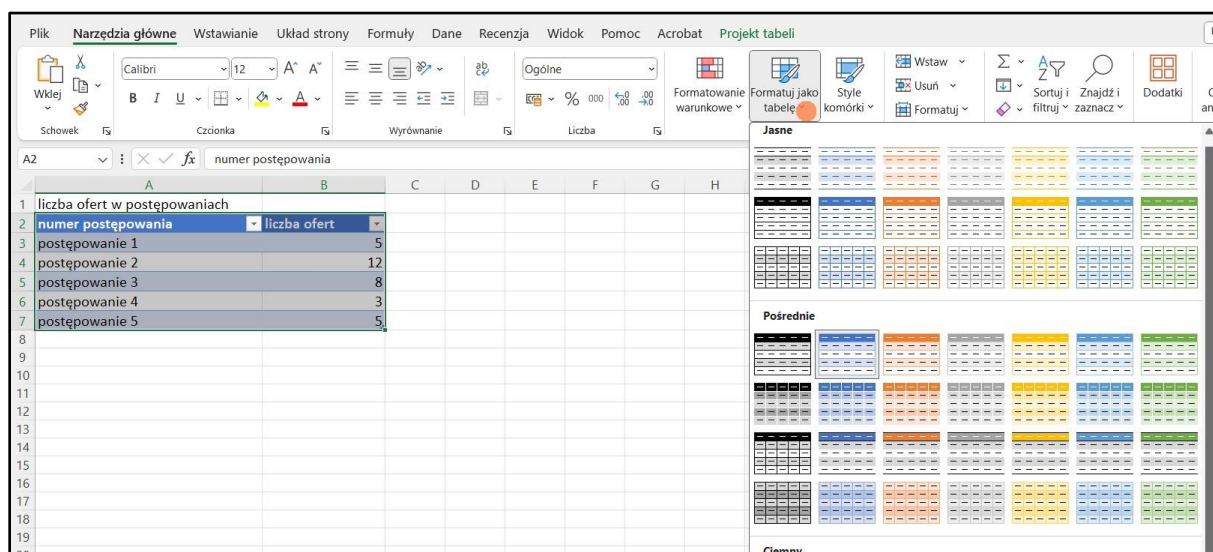 Plik Narzędzia główne Wstawianie Układ strony Formuły Dane Recenzja Widok Pomoc Acrobat Projekt tabeli
Wklej
Calibri 12 A^ A˅
B I U A
ab
Ogólne
% 000
Formatowanie warunkowe
Formatuj jako tabelę
Style komórki
Wstaw
Usuń
Formatuj
Sortuj i filtruj
Znajdź i zaznacz
Dodatki
Schowek Czcionka Wyrównanie Liczba
A2 fx numer postępowania
A B C D E F G H
1 liczba ofert w postępowaniach
2 numer postępowania liczba ofert
3 postępowanie 1 5
4 postępowanie 2 12
5 postępowanie 3 8
6 postępowanie 4 3
7 postępowanie 5 5
8
9
10
11
12
13
14
15
16
17
18
19
Jasne
Pośrednie
Ciemny